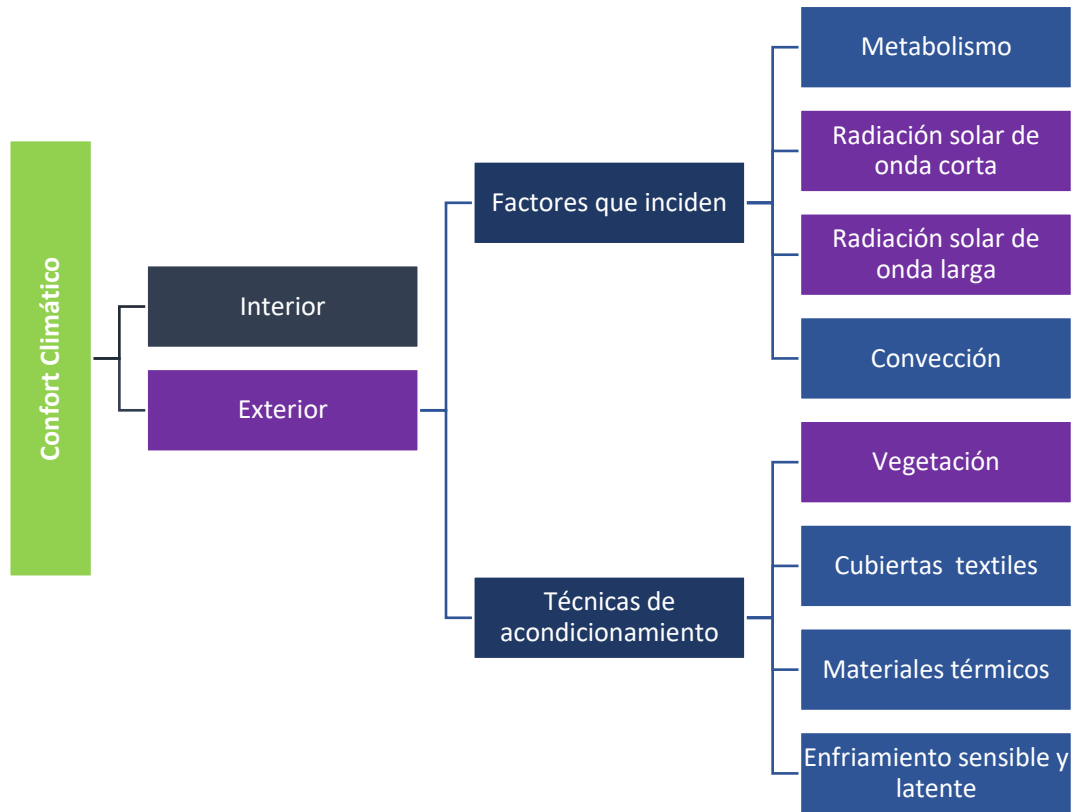 Confort Climático
Interior
Exterior
Factores que inciden
Técnicas de
acondicionamiento
Metabolismo
Radiación solar de
onda corta
Radiación solar de
onda larga
Convección
Vegetación
Cubiertas textiles
Materiales térmicos
Enfriamiento sensible y
latente